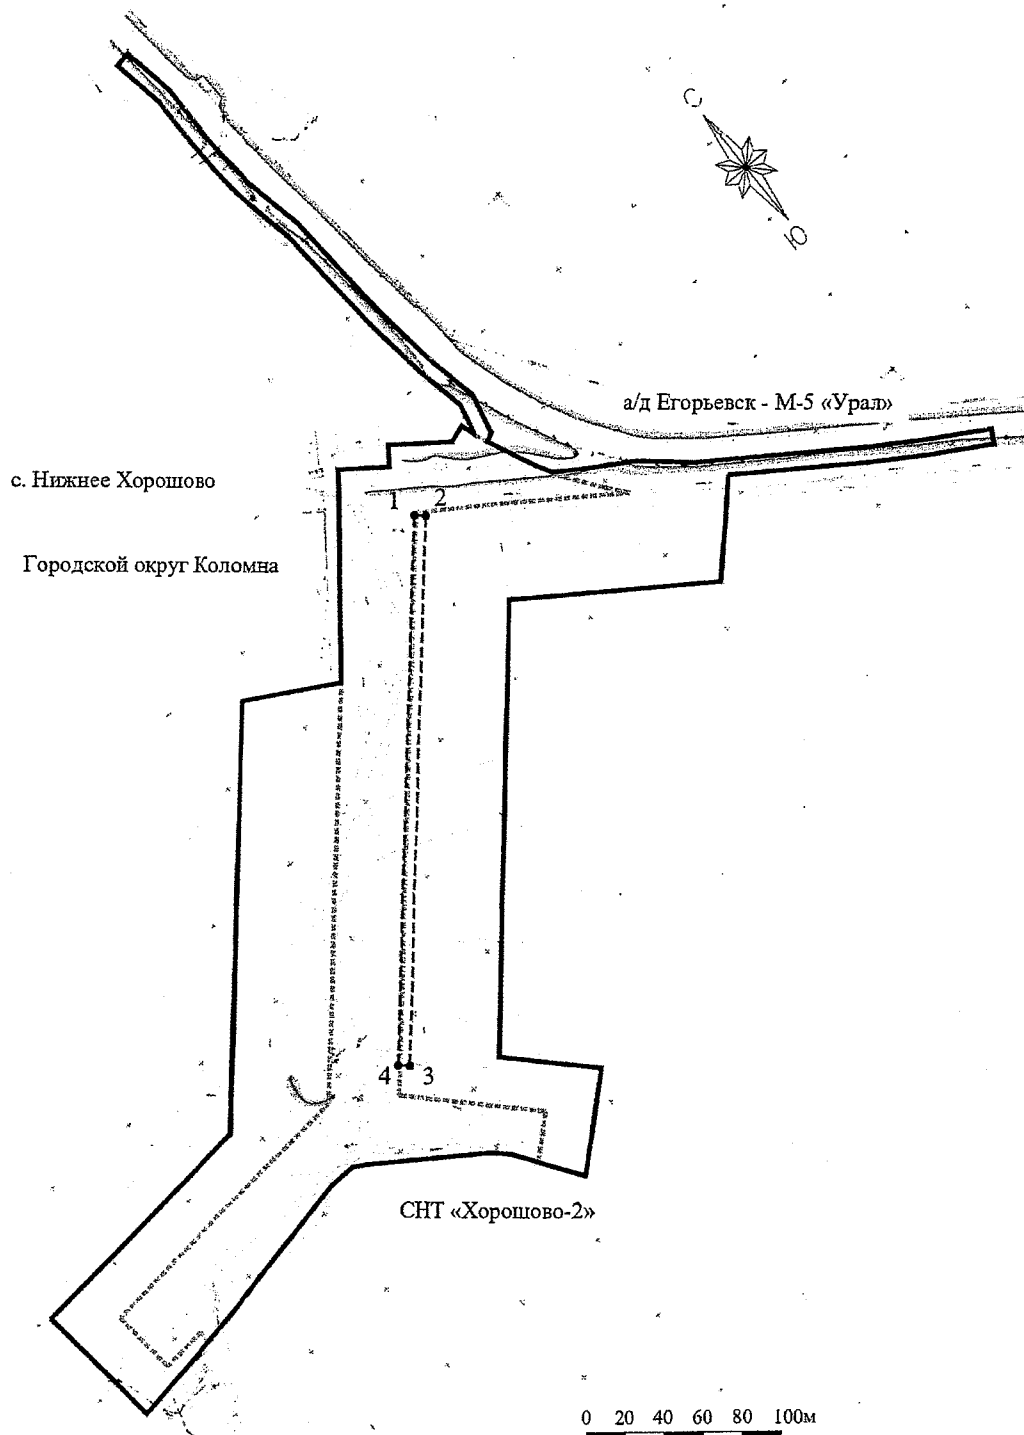 С
Ю
а/д Егорьевск - М-5 «Урал»
с. Нижнее Хорошово
1 2
Городской округ Коломна
4 3
СНТ «Хорошово-2»
0 20 40 60 80 100м